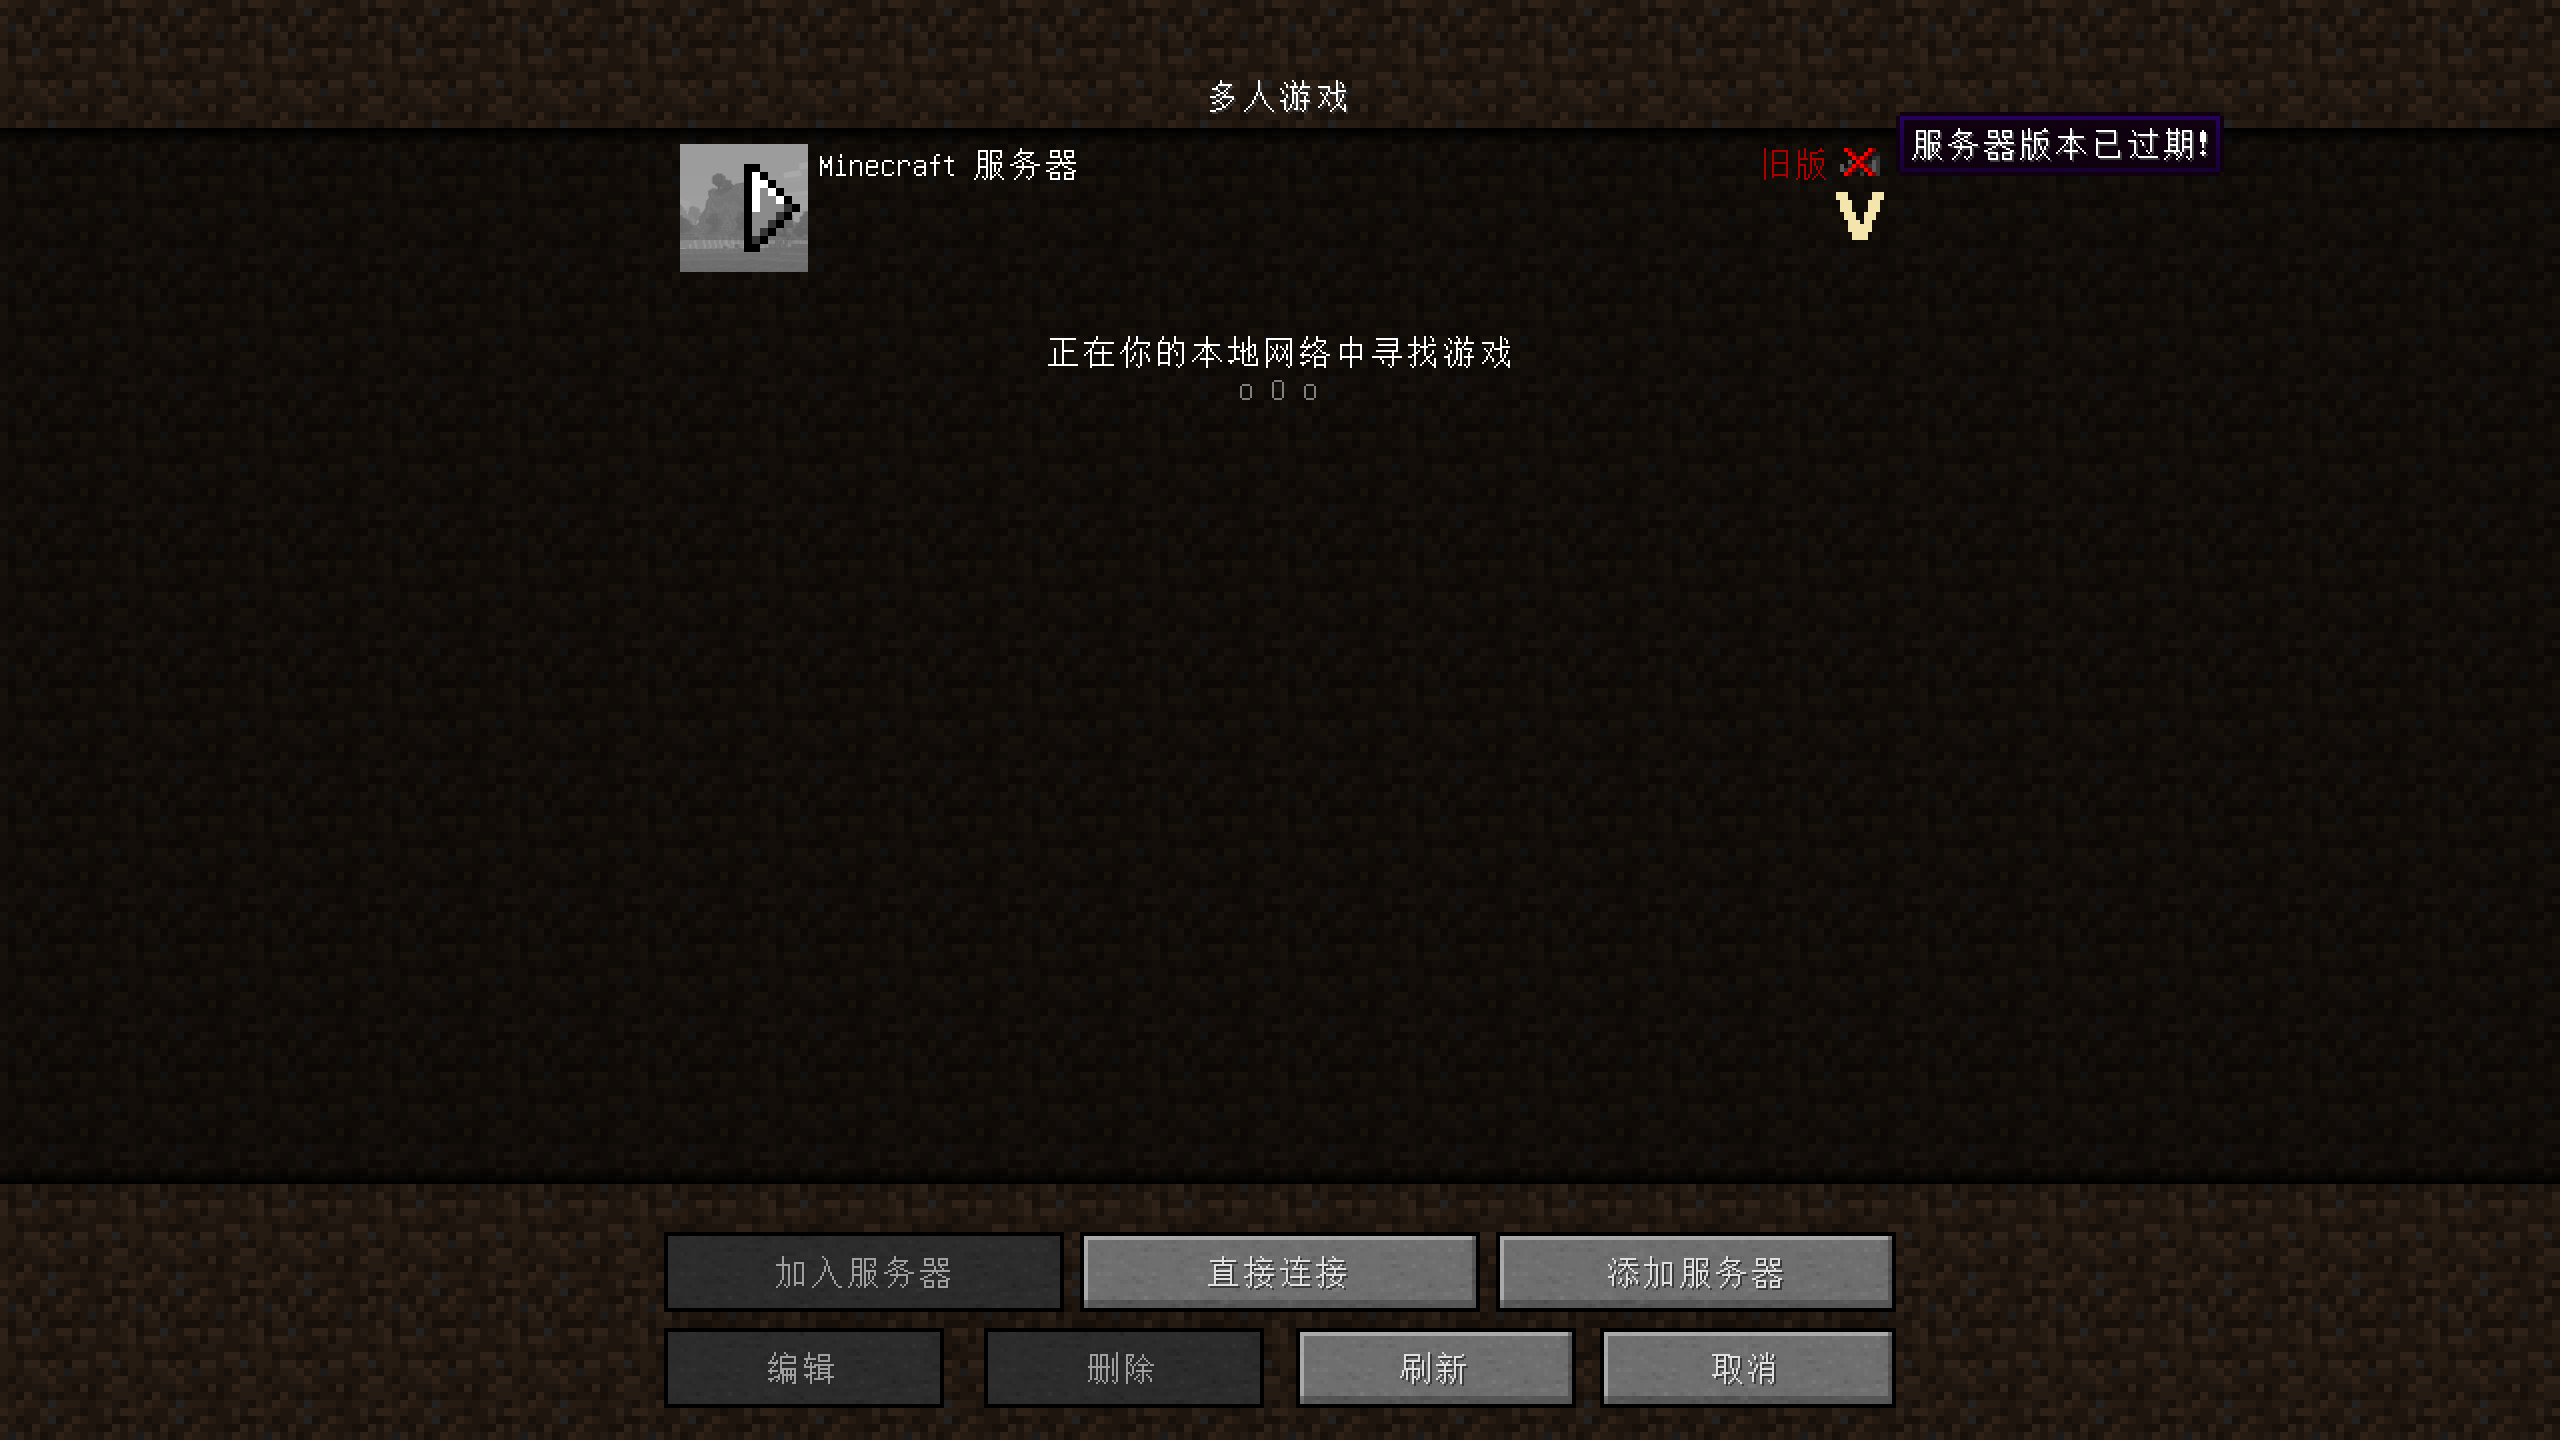 多人游戏
Minecraft 服务器
旧版
服务器版本已过期!
正在你的本地网络中寻找游戏
o O o
加入服务器
直接连接
添加服务器
编辑
删除
刷新
取消